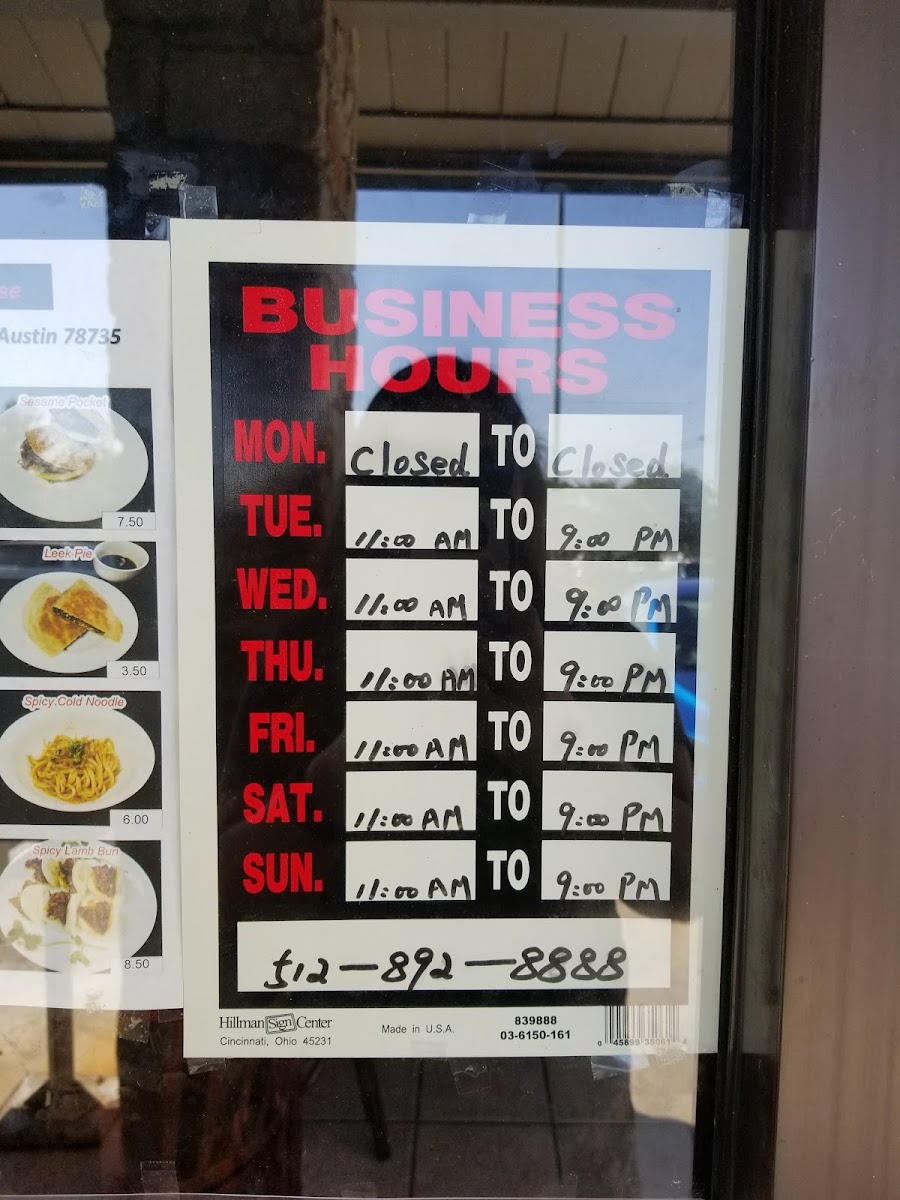 se
Austin 78735
Sesame Pocket
7.50
Leek Pie
3.50
Spicy Cold Noodle
6.00
Spicy Lamb Bun
8.50
BUSINESS
HOURS
MON. Closed TO Closed
TUE. 11:00 AM TO 9:00 PM
WED. 11:00 AM TO 9:00 PM
THU. 11:00 AM TO 9:00 PM
FRI. 11:00 AM TO 9:00 PM
SAT. 11:00 AM TO 9:00 PM
SUN. 11:00 AM TO 9:00 PM
512-892-8888
Hillman Sign Center
Cincinnati, Ohio 45231
Made in U.S.A.
839888
03-6150-161